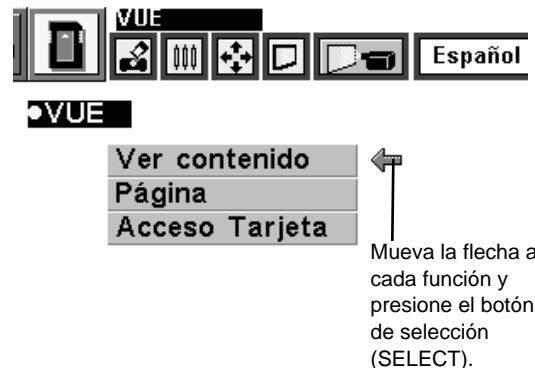 VUE
Español
•VUE
Ver contenido
Página
Acceso Tarjeta
Mueva la flecha a
cada función y
presione el botón
de selección
(SELECT).